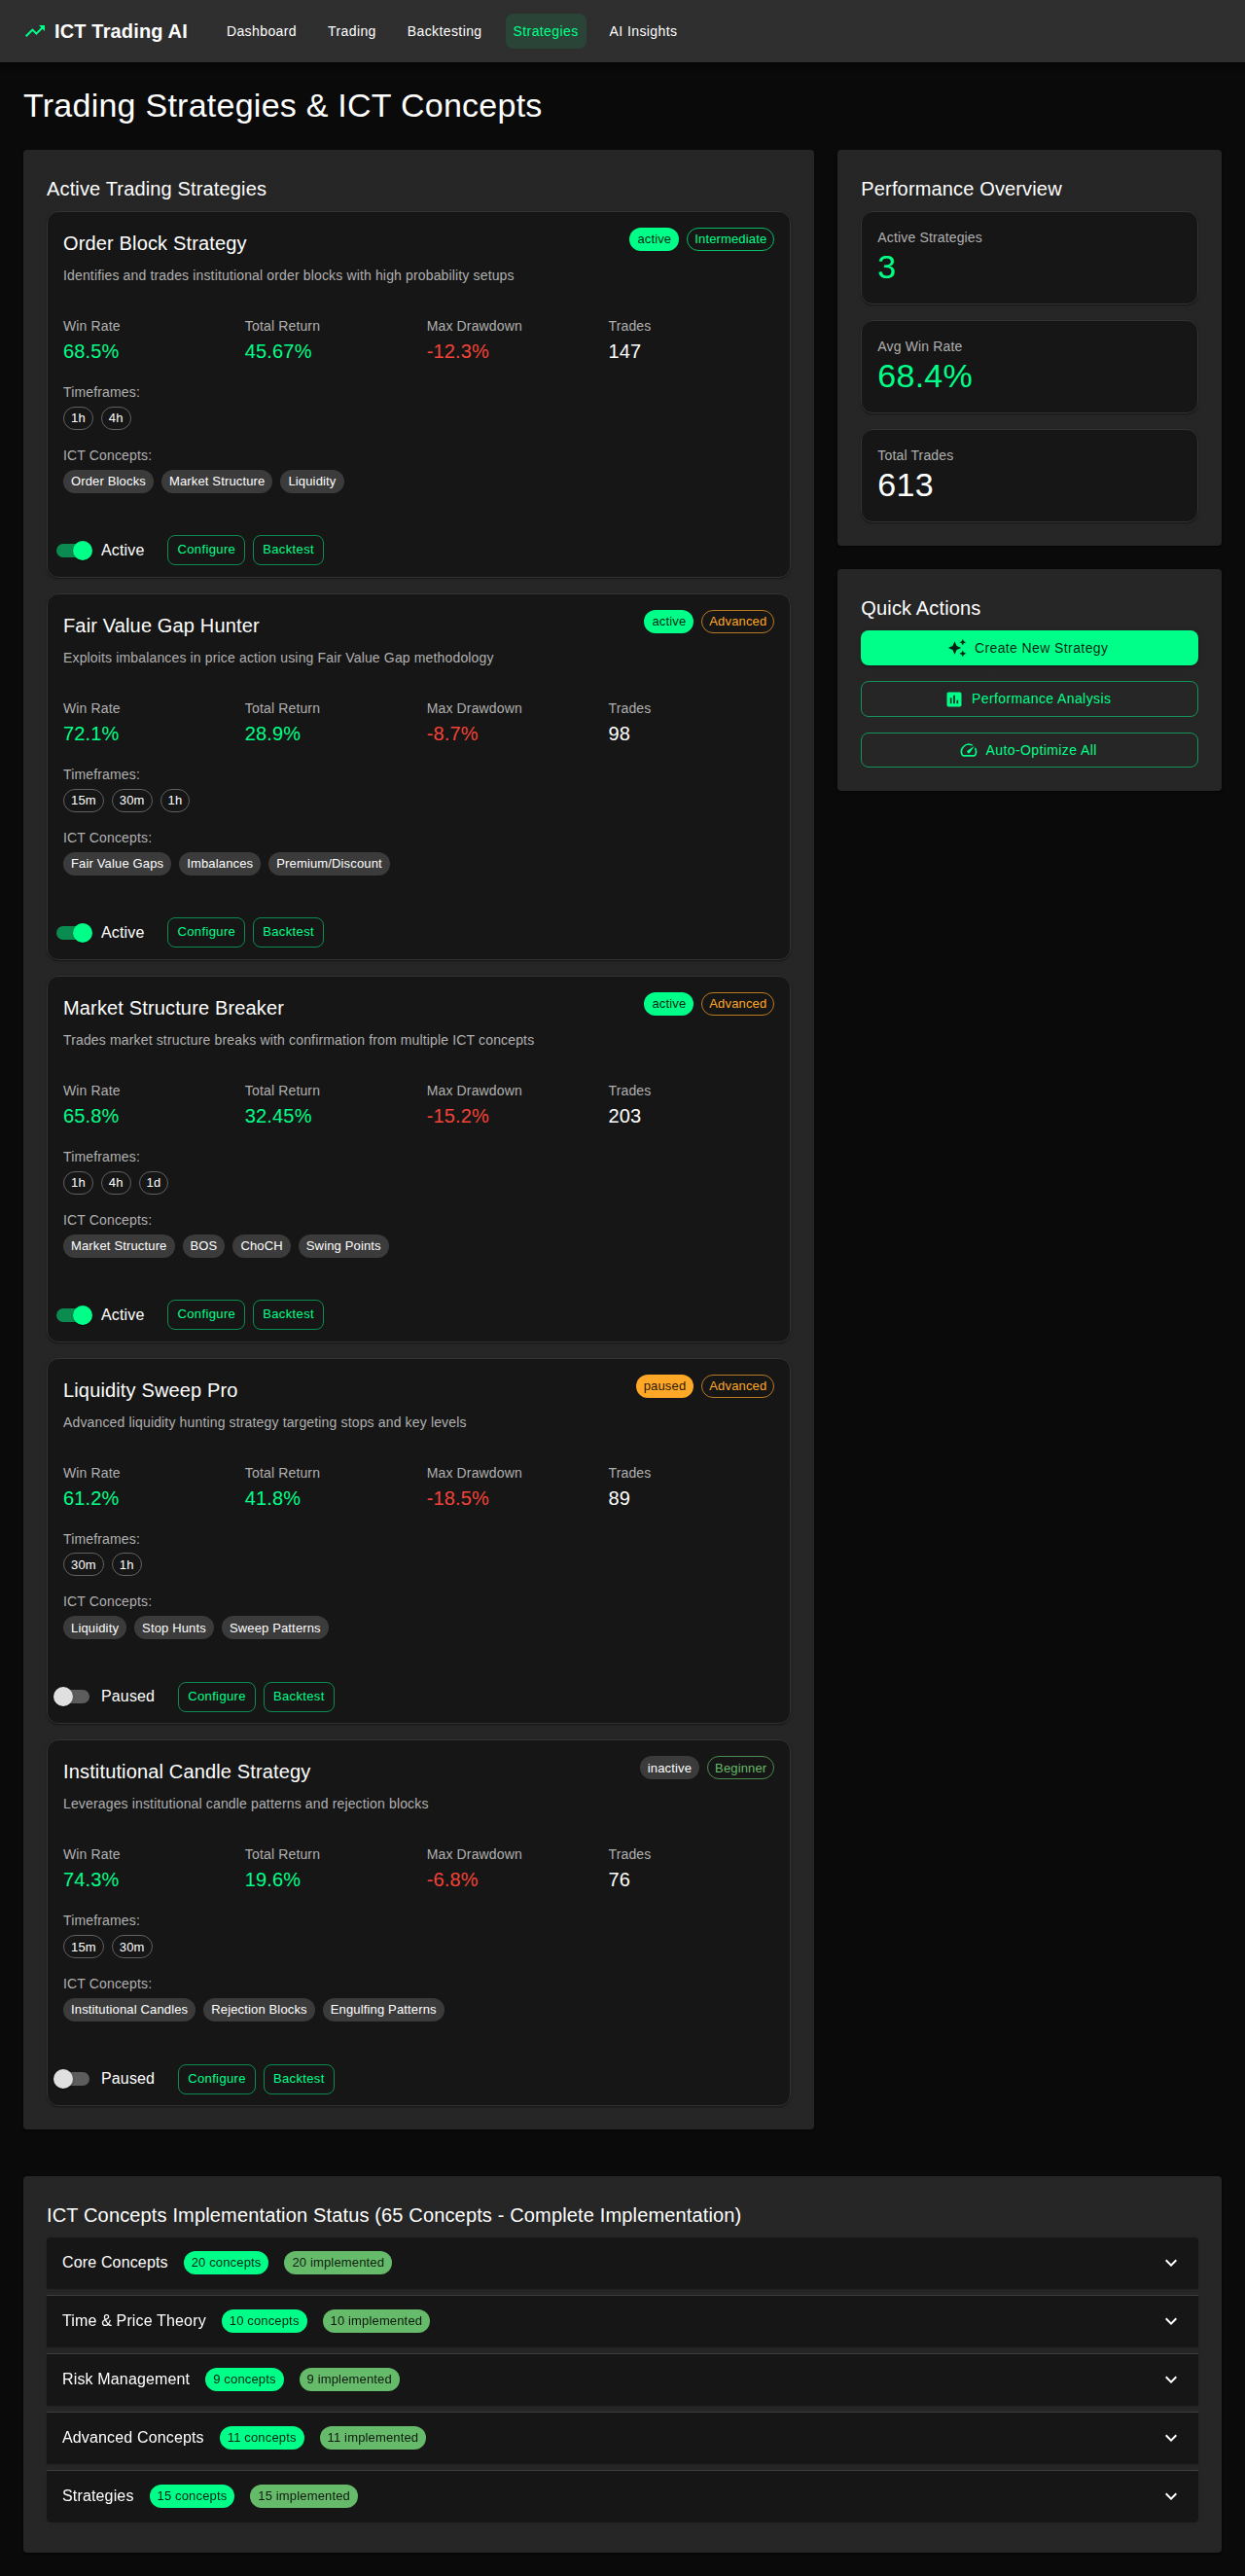 ICT Trading AI Dashboard Trading Backtesting Strategies AI Insights
Trading Strategies & ICT Concepts
Active Trading Strategies
Order Block Strategy active Intermediate
Identifies and trades institutional order blocks with high probability setups
Win Rate Total Return Max Drawdown Trades
68.5% 45.67% -12.3% 147
Timeframes:
1h 4h
ICT Concepts:
Order Blocks Market Structure Liquidity
Active Configure Backtest
Fair Value Gap Hunter active Advanced
Exploits imbalances in price action using Fair Value Gap methodology
Win Rate Total Return Max Drawdown Trades
72.1% 28.9% -8.7% 98
Timeframes:
15m 30m 1h
ICT Concepts:
Fair Value Gaps Imbalances Premium/Discount
Active Configure Backtest
Market Structure Breaker active Advanced
Trades market structure breaks with confirmation from multiple ICT concepts
Win Rate Total Return Max Drawdown Trades
65.8% 32.45% -15.2% 203
Timeframes:
1h 4h 1d
ICT Concepts:
Market Structure BOS ChoCH Swing Points
Active Configure Backtest
Liquidity Sweep Pro paused Advanced
Advanced liquidity hunting strategy targeting stops and key levels
Win Rate Total Return Max Drawdown Trades
61.2% 41.8% -18.5% 89
Timeframes:
30m 1h
ICT Concepts:
Liquidity Stop Hunts Sweep Patterns
Paused Configure Backtest
Institutional Candle Strategy inactive Beginner
Leverages institutional candle patterns and rejection blocks
Win Rate Total Return Max Drawdown Trades
74.3% 19.6% -6.8% 76
Timeframes:
15m 30m
ICT Concepts:
Institutional Candles Rejection Blocks Engulfing Patterns
Paused Configure Backtest
Performance Overview
Active Strategies
3
Avg Win Rate
68.4%
Total Trades
613
Quick Actions
Create New Strategy
Performance Analysis
Auto-Optimize All
ICT Concepts Implementation Status (65 Concepts - Complete Implementation)
Core Concepts 20 concepts 20 implemented
Time & Price Theory 10 concepts 10 implemented
Risk Management 9 concepts 9 implemented
Advanced Concepts 11 concepts 11 implemented
Strategies 15 concepts 15 implemented